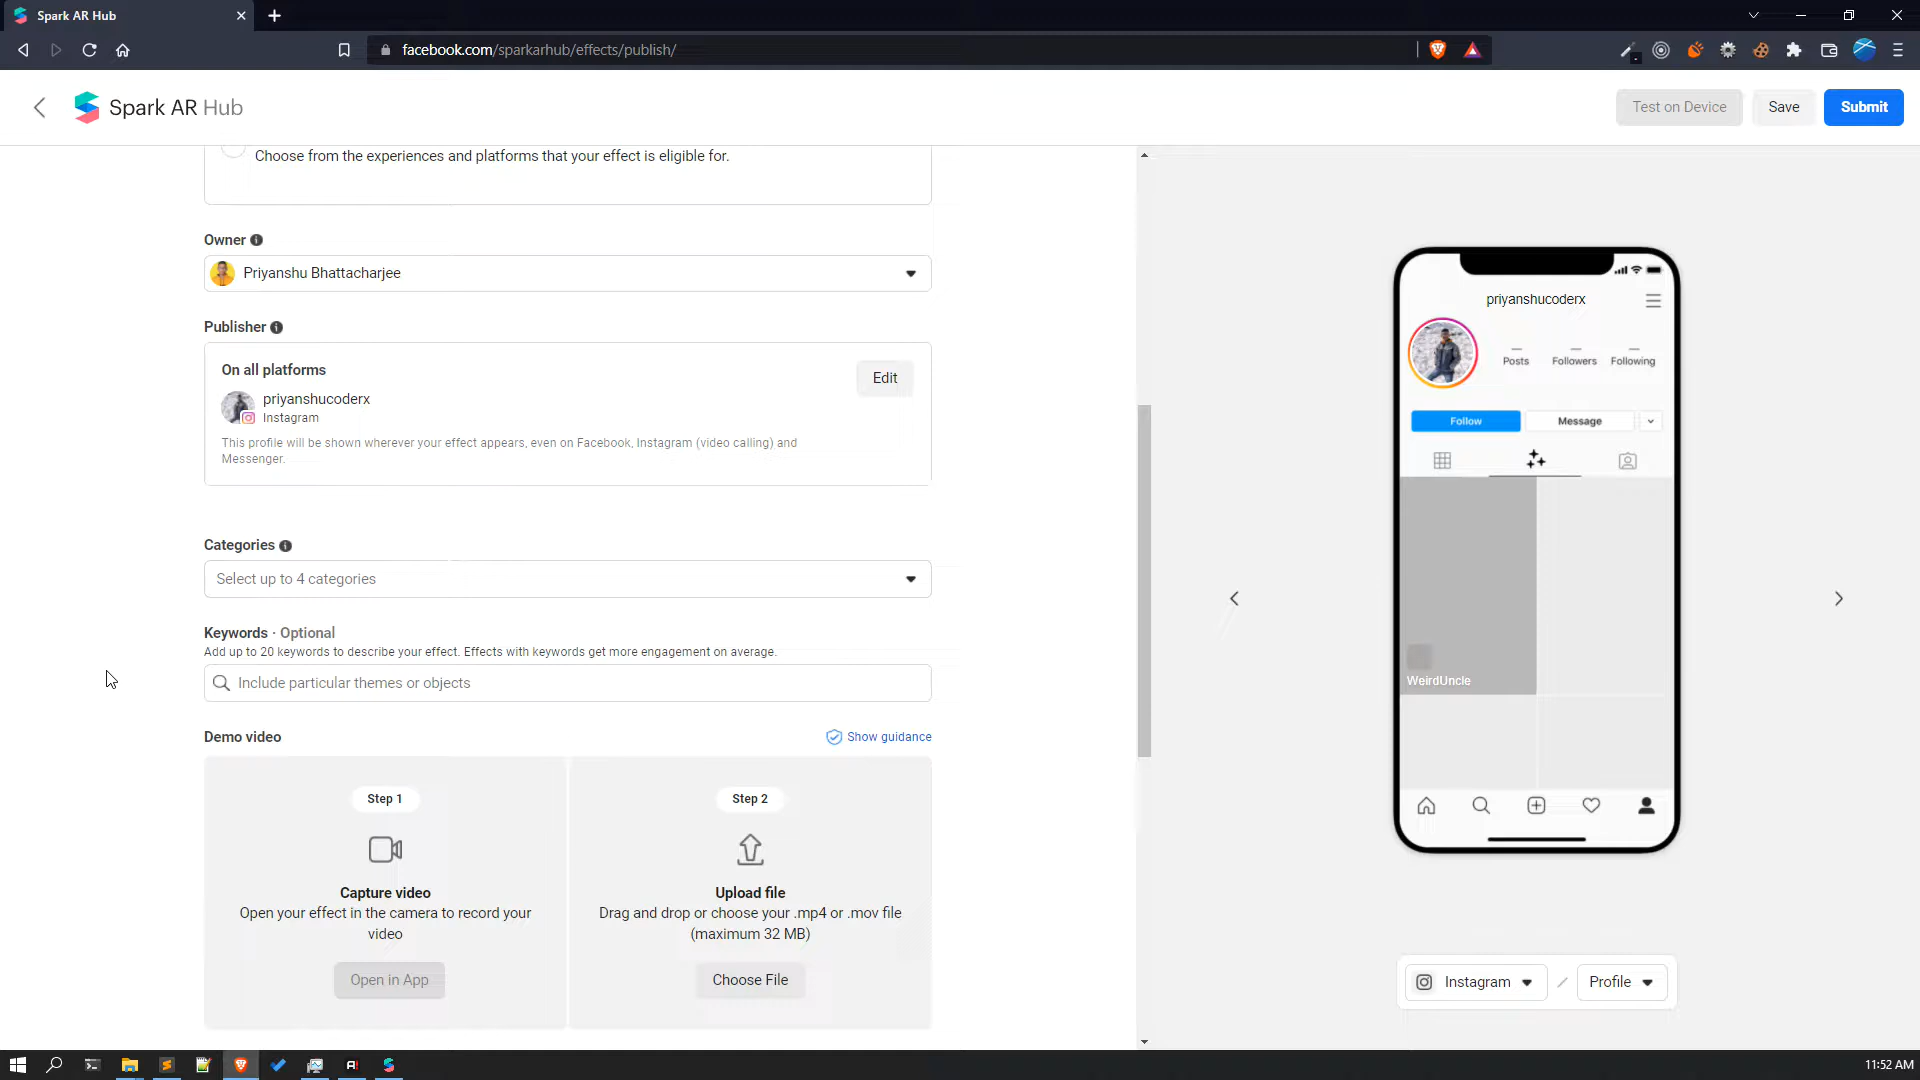 Spark AR Hub
facebook.com/sparkarhub/effects/publish/
Spark AR Hub
Test on Device
Save
Submit
Choose from the experiences and platforms that your effect is eligible for.
Owner
Priyanshu Bhattacharjee
Publisher
On all platforms
Edit
priyanshucoderx
Instagram
This profile will be shown wherever your effect appears, even on Facebook, Instagram (video calling) and
Messenger.
Categories
Select up to 4 categories
Keywords · Optional
Add up to 20 keywords to describe your effect. Effects with keywords get more engagement on average.
Include particular themes or objects
Demo video
Show guidance
Step 1
Capture video
Open your effect in the camera to record your
video
Open in App
Step 2
Upload file
Drag and drop or choose your .mp4 or .mov file
(maximum 32 MB)
Choose File
priyanshucoderx
Posts
Followers
Following
Follow
Message
WeirdUncle
Instagram
Profile
11:52 AM